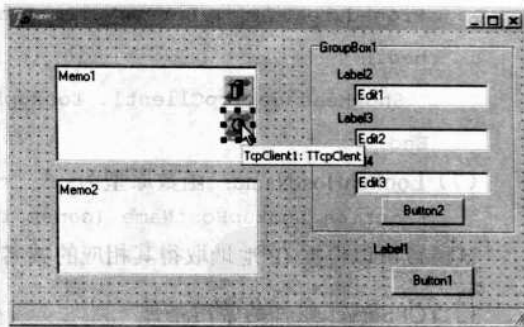 Memo1
TcpClient1: TTcpClient
Memo2
GroupBox1
Label2
Edit1
Label3
Edit2
Edit3
Button2
Label1
Button1